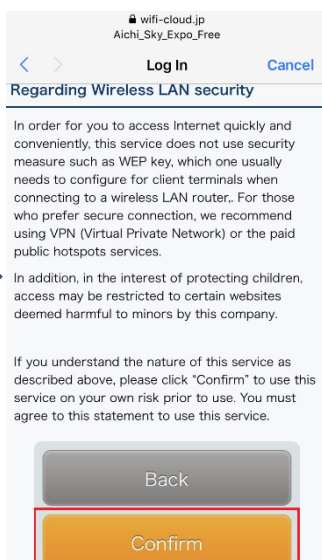 wifi-cloud.jp
Aichi_Sky_Expo_Free
Log In
Cancel
Regarding Wireless LAN security
In order for you to access Internet quickly and
conveniently, this service does not use security
measure such as WEP key, which one usually
needs to configure for client terminals when
connecting to a wireless LAN router,. For those
who prefer secure connection, we recommend
using VPN (Virtual Private Network) or the paid
public hotspots services.
In addition, in the interest of protecting children,
access may be restricted to certain websites
deemed harmful to minors by this company.
If you understand the nature of this service as
described above, please click "Confirm" to use this
service on your own risk prior to use. You must
agree to this statement to use this service.
Back
Confirm